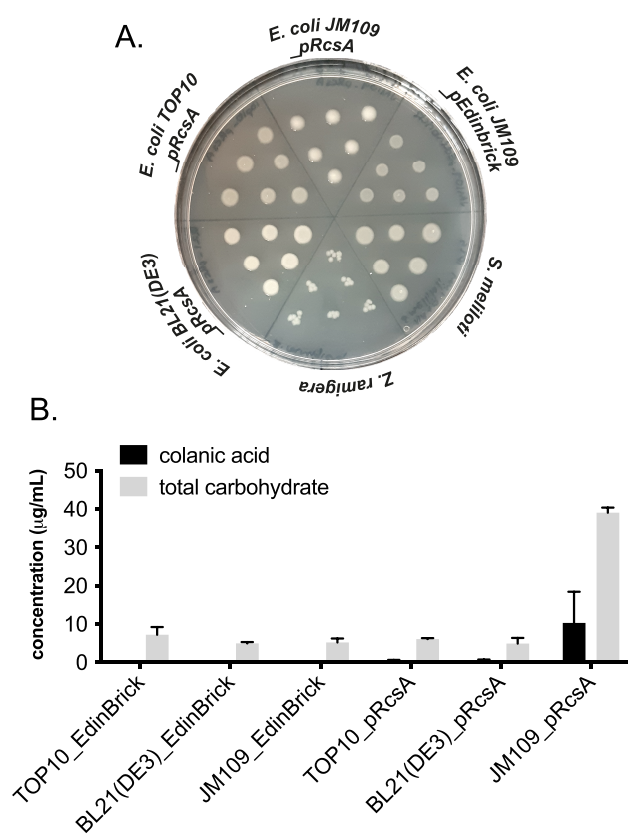 A.
E. coli JM109
_pRcsA
E. coli TOP10
_pRcsA
E. coli JM109
_pEdinbrick
E. coli BL21(DE3)
_pRcsA
S. meliloti
Z. ramigera
B.
colanic acid
total carbohydrate
concentration (μg/mL)
50
40
30
20
10
0
TOP10_EdinBrick
BL21(DE3)_EdinBrick
JM109_EdinBrick
TOP10_pRcsA
BL21(DE3)_pRcsA
JM109_pRcsA